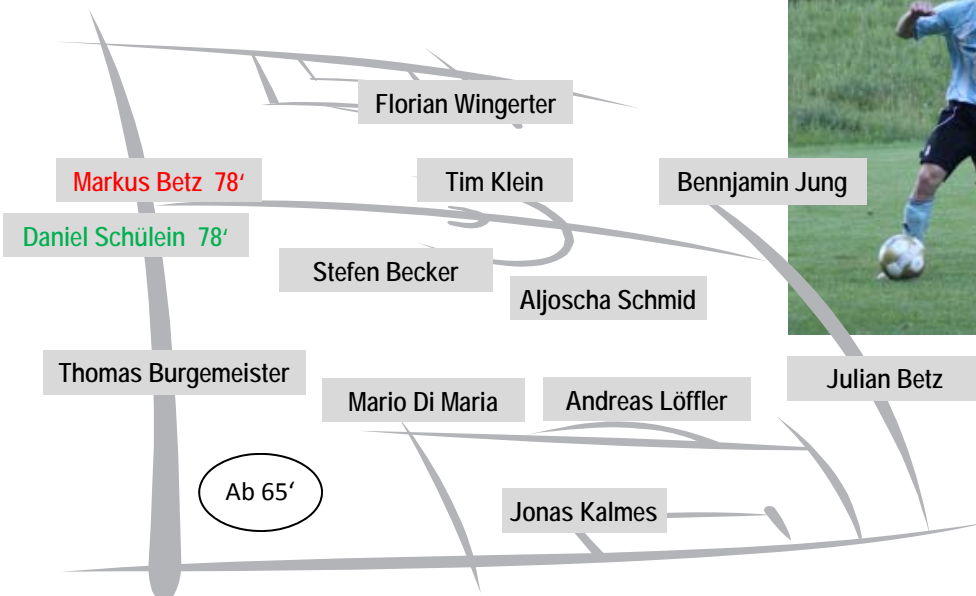 Florian Wingerter
Markus Betz 78‘
Tim Klein
Bennjamin Jung
Daniel Schülein 78‘
Stefen Becker
Aljoscha Schmid
Thomas Burgemeister
Mario Di Maria
Andreas Löffler
Julian Betz
Ab 65‘
Jonas Kalmes